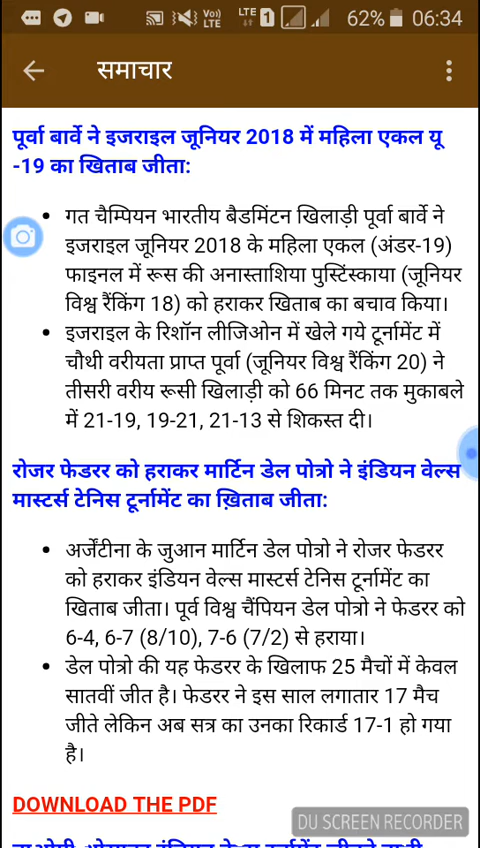 Vo)) LTE LTE 1 62% 06:34
समाचार
पूर्वा बार्वे ने इजराइल जूनियर 2018 में महिला एकल यू
-19 का खिताब जीता:
• गत चैम्पियन भारतीय बैडमिंटन खिलाड़ी पूर्वा बार्वे ने
इजराइल जूनियर 2018 के महिला एकल (अंडर-19)
फाइनल में रूस की अनास्ताशिया पुस्टिंस्काया (जूनियर
विश्व रैंकिंग 18) को हराकर खिताब का बचाव किया।
• इजराइल के रिशॉन लीजिओन में खेले गये टूर्नामेंट में
चौथी वरीयता प्राप्त पूर्वा (जूनियर विश्व रैंकिंग 20) ने
तीसरी वरीय रूसी खिलाड़ी को 66 मिनट तक मुकाबले
में 21-19, 19-21, 21-13 से शिकस्त दी।
रोजर फेडरर को हराकर मार्टिन डेल पोत्रो ने इंडियन वेल्स
मास्टर्स टेनिस टूर्नामेंट का ख़िताब जीता:
• अर्जेंटीना के जुआन मार्टिन डेल पोत्रो ने रोजर फेडरर
को हराकर इंडियन वेल्स मास्टर्स टेनिस टूर्नामेंट का
खिताब जीता। पूर्व विश्व चैंपियन डेल पोत्रो ने फेडरर को
6-4, 6-7 (8/10), 7-6 (7/2) से हराया।
• डेल पोत्रो की यह फेडरर के खिलाफ 25 मैचों में केवल
सातवीं जीत है। फेडरर ने इस साल लगातार 17 मैच
जीते लेकिन अब सत्र का उनका रिकार्ड 17-1 हो गया
है।
DOWNLOAD THE PDF
DU SCREEN RECORDER